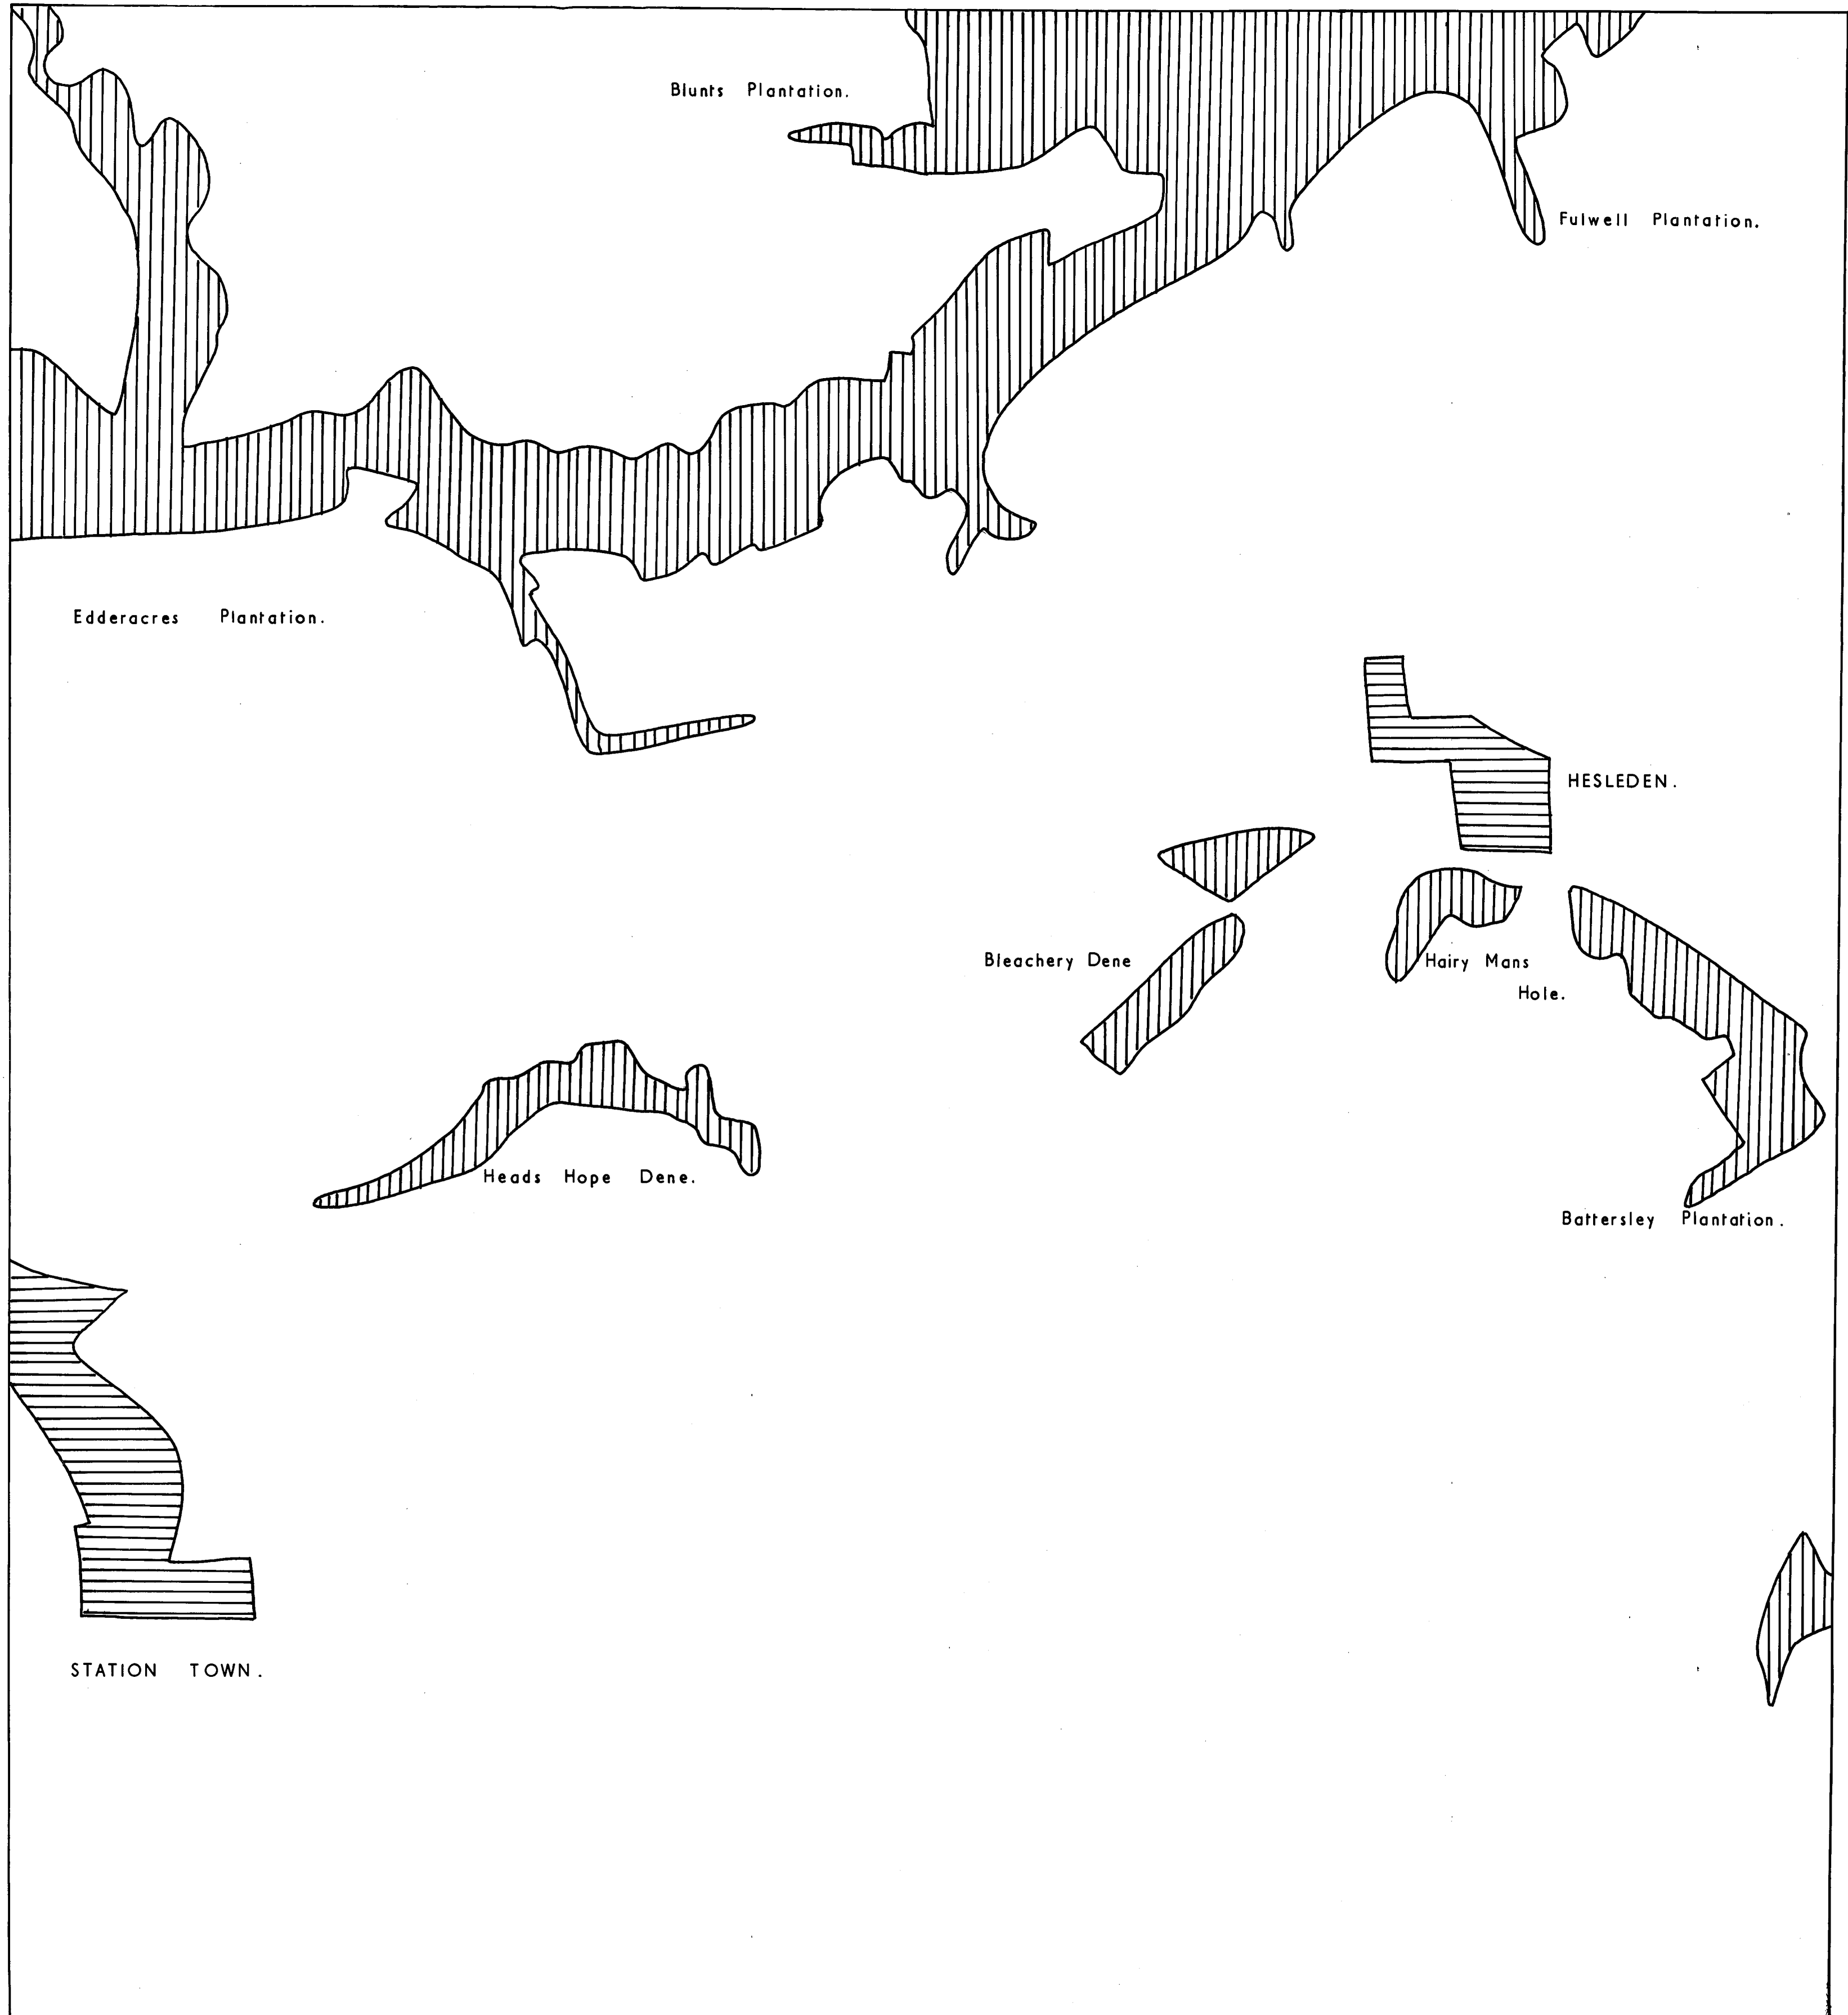 Blunts Plantation.
Fulwell Plantation.
Edderacres Plantation.
HESLEDEN.
Bleachery Dene
Hairy Mans
Hole.
Heads Hope Dene.
Battersley Plantation.
STATION TOWN.